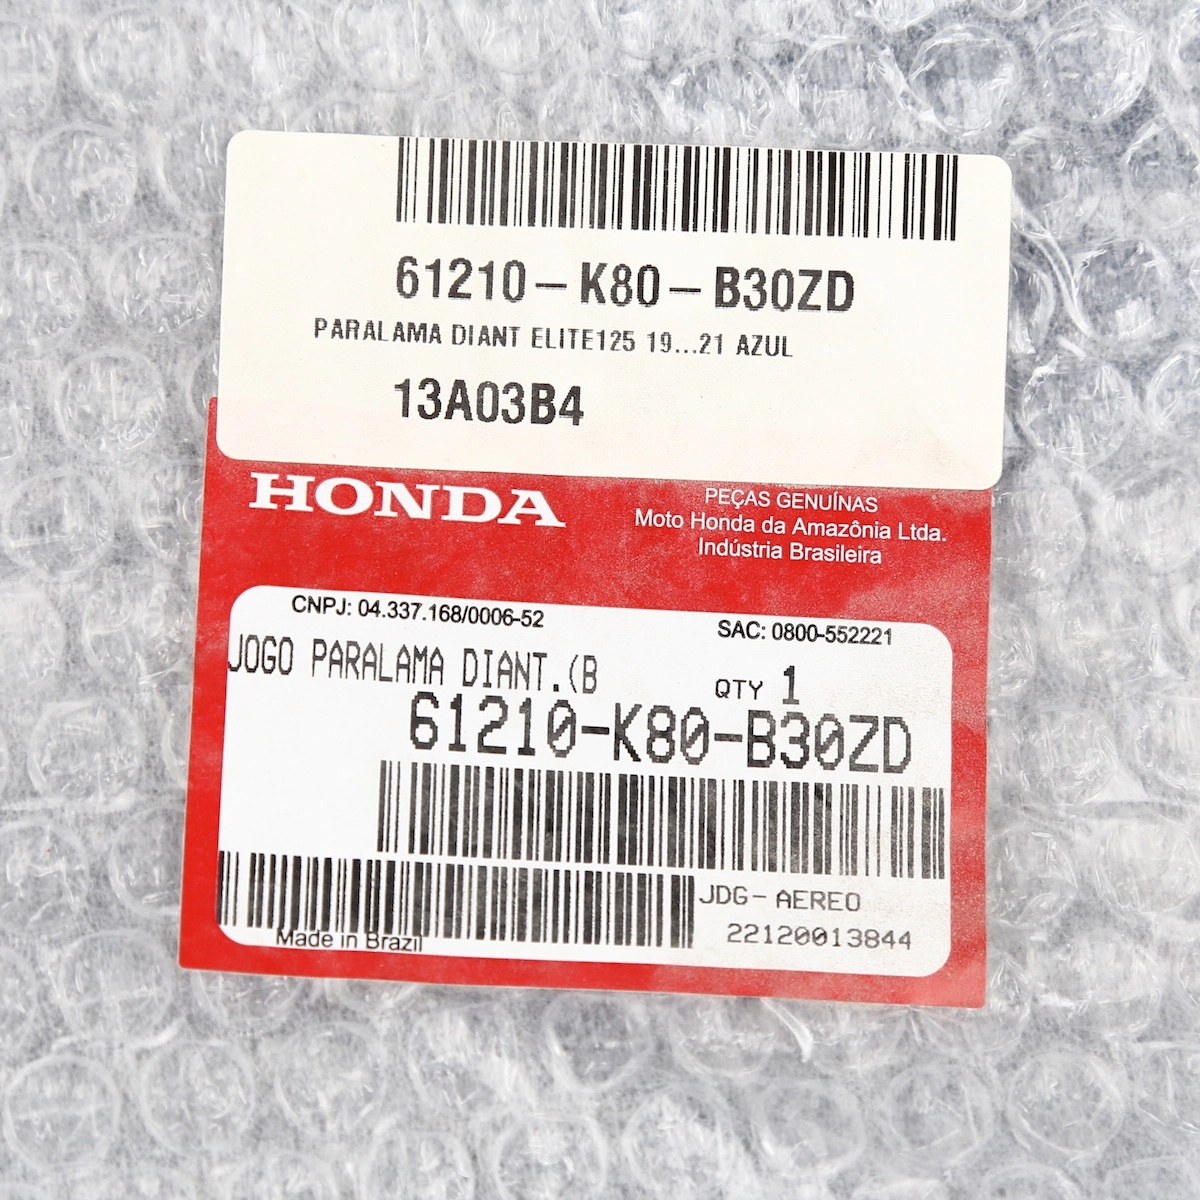 61210-K80-B30ZD
PARALAMA DIANT ELITE125 19...21 AZUL
13A03B4
HONDA
PEÇAS GENUÍNAS
Moto Honda da Amazônia Ltda.
Indústria Brasileira
CNPJ: 04.337.168/0006-52
SAC: 0800-552221
JOGO PARALAMA DIANT.(B
QTY 1
61210-K80-B30ZD
JDG-AEREO
22120013844
Made in Brazil